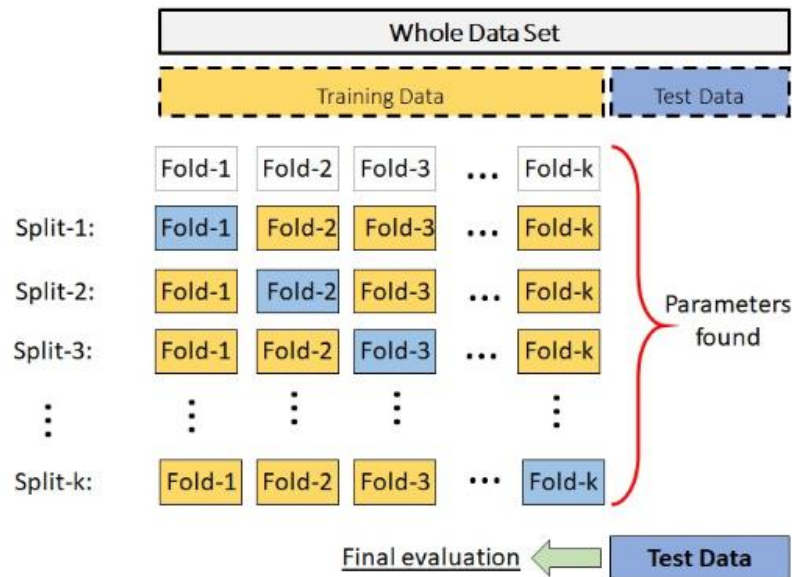 Whole Data Set
Training Data Test Data
Fold-1 Fold-2 Fold-3 ... Fold-k
Split-1: Fold-1 Fold-2 Fold-3 ... Fold-k
Split-2: Fold-1 Fold-2 Fold-3 ... Fold-k
Parameters
found
Split-3: Fold-1 Fold-2 Fold-3 ... Fold-k
Split-k: Fold-1 Fold-2 Fold-3 ... Fold-k
Final evaluation Test Data